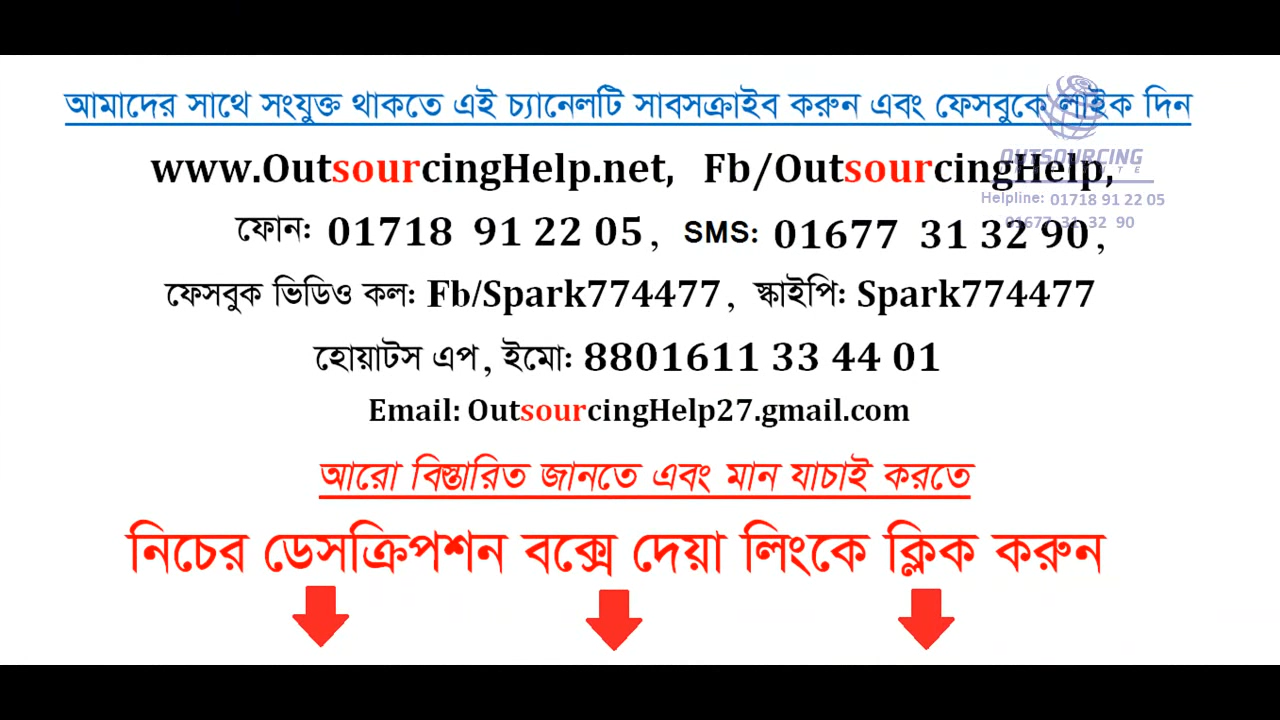 আমাদের সাথে সংযুক্ত থাকতে এই চ্যানেলটি সাবসক্রাইব করুন এবং ফেসবুকে লাইক দিন
www.OutsourcingHelp.net, Fb/OutsourcingHelp,
OUTSOURCING
Helpline: 01718 91 22 05
01677 31 32 90
ফোন: 01718 91 22 05, SMS: 01677 31 32 90,
ফেসবুক ভিডিও কল: Fb/Spark774477, স্কাইপি: Spark774477
হোয়াটস এপ, ইমো: 8801611 33 44 01
Email: OutsourcingHelp27.gmail.com
আরো বিস্তারিত জানতে এবং মান যাচাই করতে
নিচের ডেসক্রিপশন বক্সে দেয়া লিংকে ক্লিক করুন